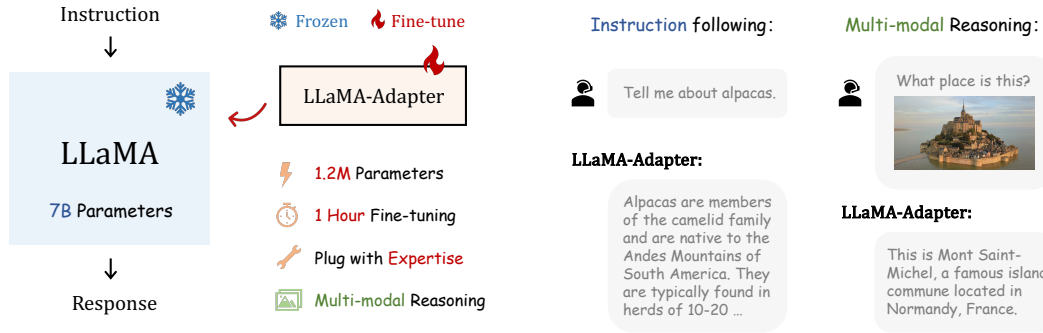 Instruction
LLaMA
7B Parameters
Response
Frozen
Fine-tune
LLaMA-Adapter
1.2M Parameters
1 Hour Fine-tuning
Plug with Expertise
Multi-modal Reasoning
Instruction following:
Tell me about alpacas.
LLaMA-Adapter:
Alpacas are members
of the camelid family
and are native to the
Andes Mountains of
South America. They
are typically found in
herds of 10-20 ...
Multi-modal Reasoning:
What place is this?
LLaMA-Adapter:
This is Mont Saint-
Michel, a famous island
commune located in
Normandy, France.